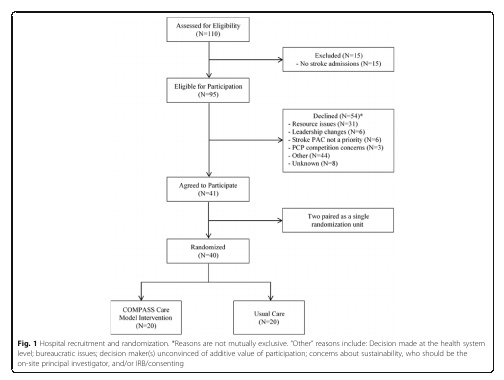 Assessed for Eligibility
(N=110)
Excluded (N=15)
- No stroke admissions (N=15)
Eligible for Participation
(N=95)
Declined (N=54)*
- Resource issues (N=31)
- Leadership changes (N=6)
- Stroke PAC not a priority (N=6)
- PCP competition concerns (N=3)
- Other (N=44)
- Unknown (N=8)
Agreed to Participate
(N=41)
Two paired as a single
randomization unit
Randomized
(N=40)
COMPASS Care
Model Intervention
(N=20)
Usual Care
(N=20)
Fig. 1 Hospital recruitment and randomization. *Reasons are not mutually exclusive. "Other" reasons include: Decision made at the health system
level; bureaucratic issues; decision maker(s) unconvinced of additive value of participation; concerns about sustainability, who should be the
on-site principal investigator, and/or IRB/consenting